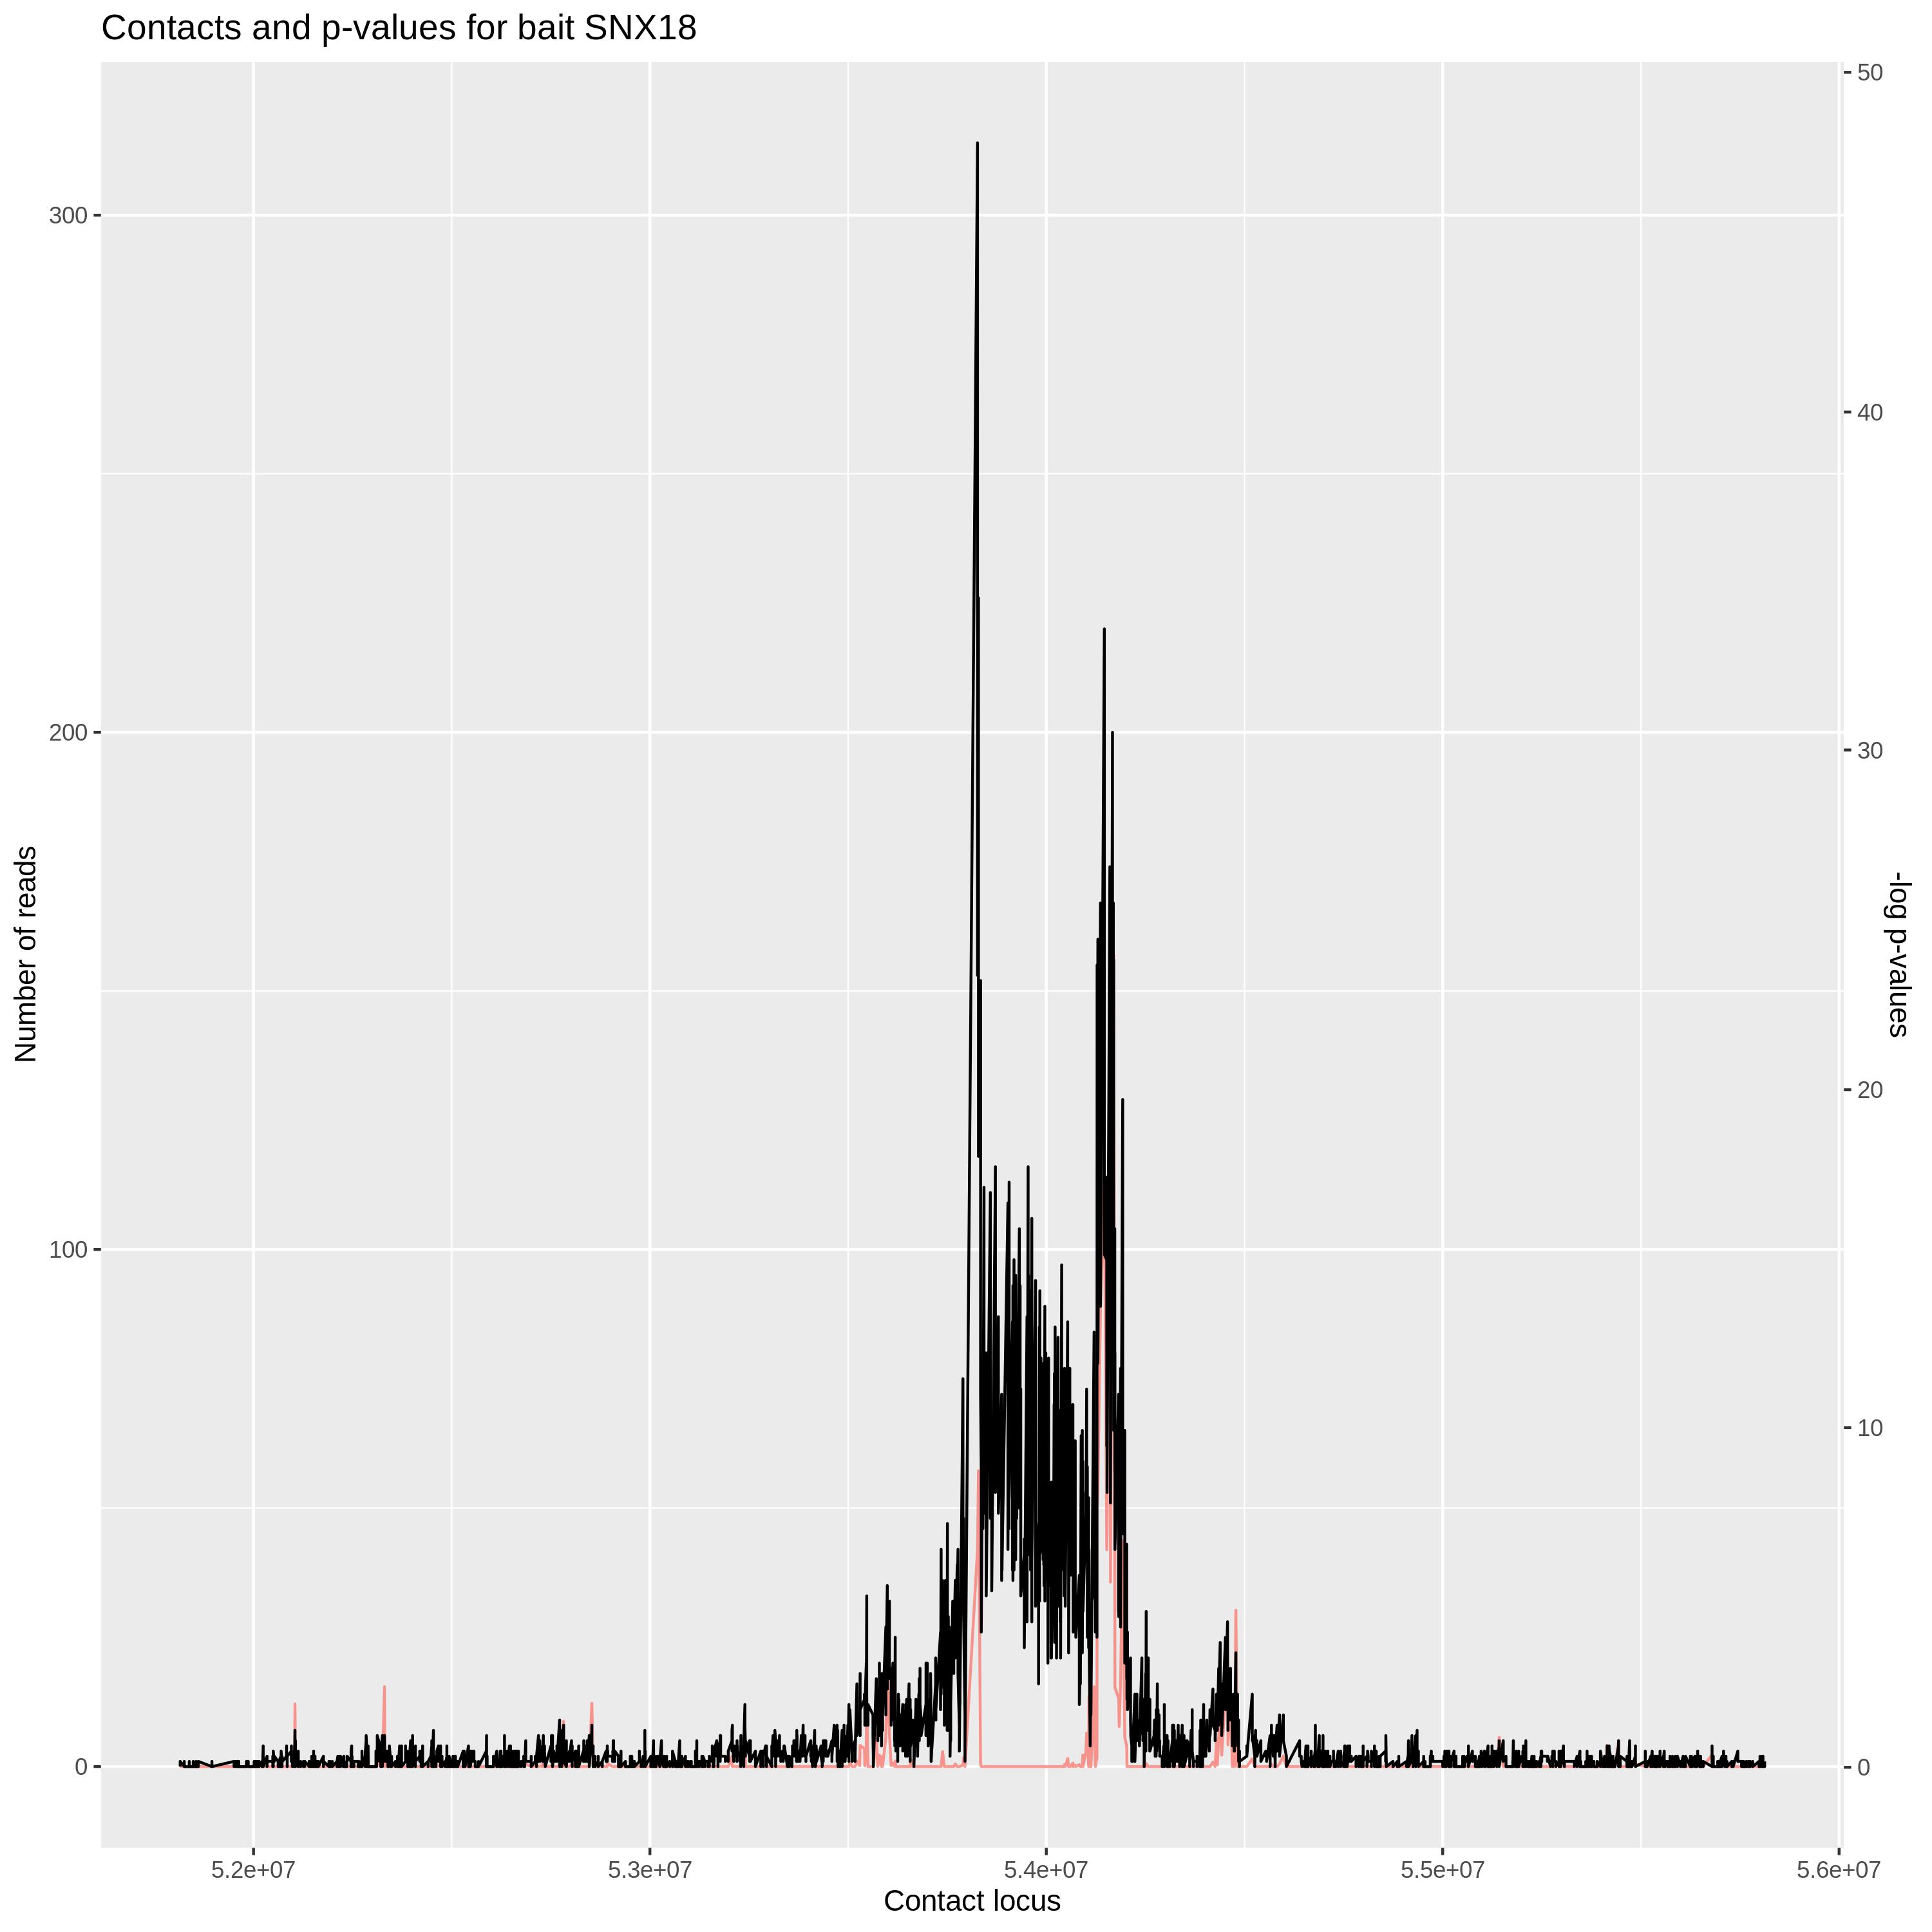 Contacts and p-values for bait SNX18
50
300
40
200
30
Number of reads
-log p-values
20
100
10
0
0
5.2e+07
5.3e+07
5.4e+07
5.5e+07
5.6e+07
Contact locus